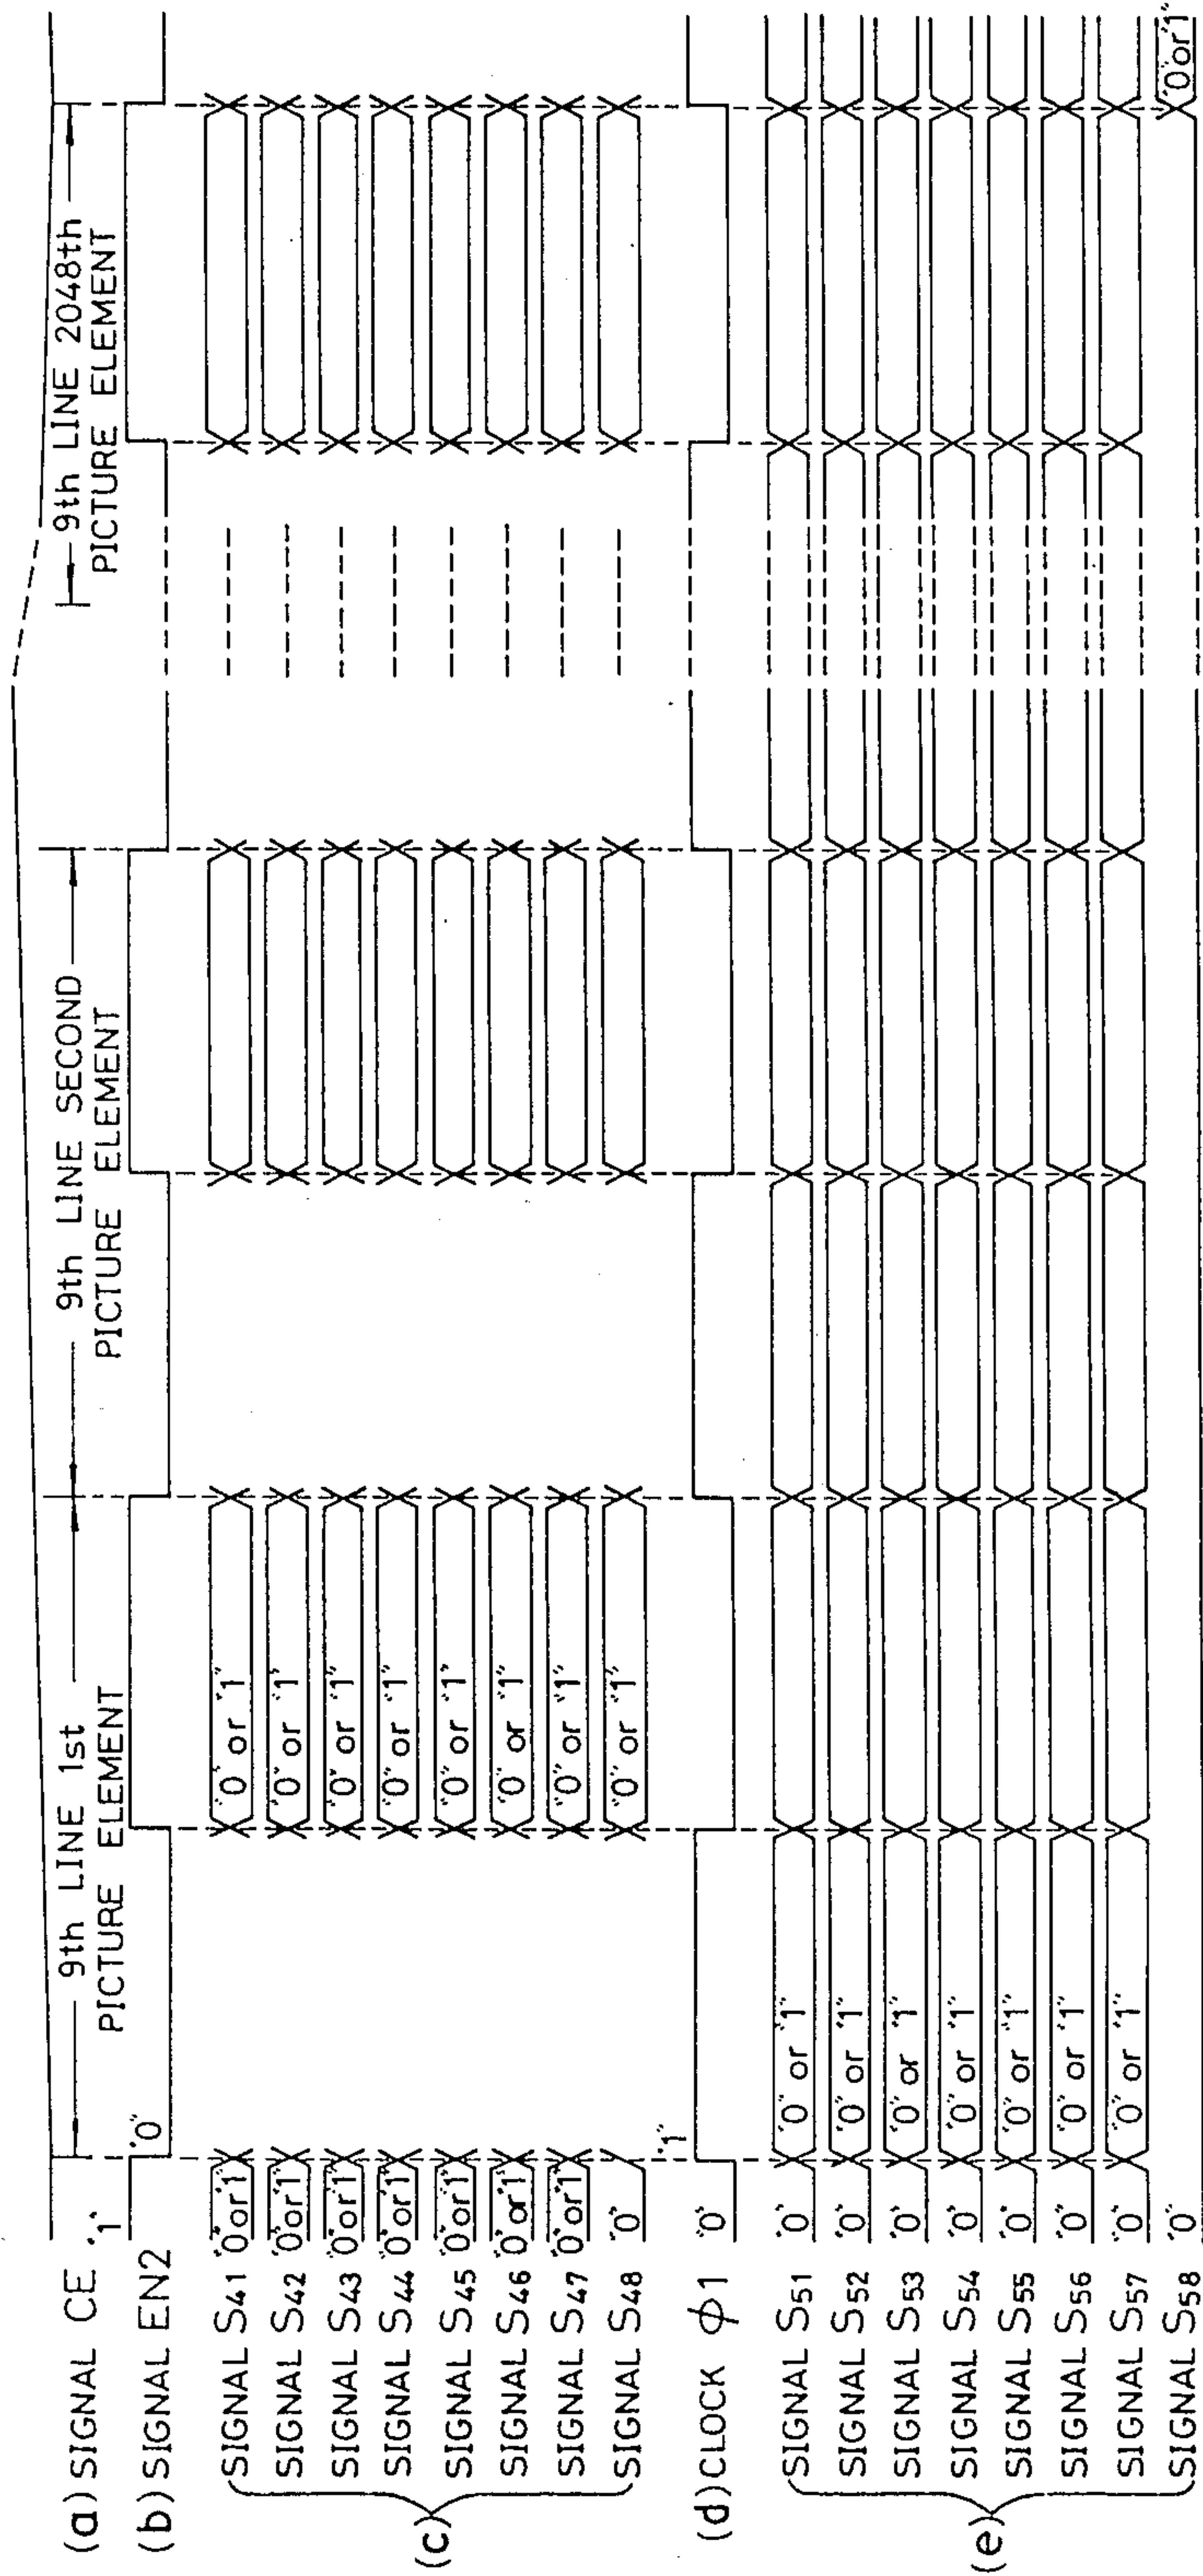 (a) SIGNAL CE
9th LINE 1st
PICTURE ELEMENT
9th LINE SECOND
PICTURE ELEMENT
9th LINE 2048th
PICTURE ELEMENT
(b) SIGNAL EN2 "1" "0"
(c)
SIGNAL S41 "0" or "1" "0" or "1"
SIGNAL S42 "0" or "1" "0" or "1"
SIGNAL S43 "0" or "1" "0" or "1"
SIGNAL S44 "0" or "1" "0" or "1"
SIGNAL S45 "0" or "1" "0" or "1"
SIGNAL S46 "0" or "1" "0" or "1"
SIGNAL S47 "0" or "1" "0" or "1"
SIGNAL S48 "0" "0" or "1"
(d) CLOCK ϕ1 "0" "1"
(e)
SIGNAL S51 "0" "0" or "1"
SIGNAL S52 "0" "0" or "1"
SIGNAL S53 "0" "0" or "1"
SIGNAL S54 "0" "0" or "1"
SIGNAL S55 "0" "0" or "1"
SIGNAL S56 "0" "0" or "1"
SIGNAL S57 "0" "0" or "1"
SIGNAL S58 "0" "0" or "1"